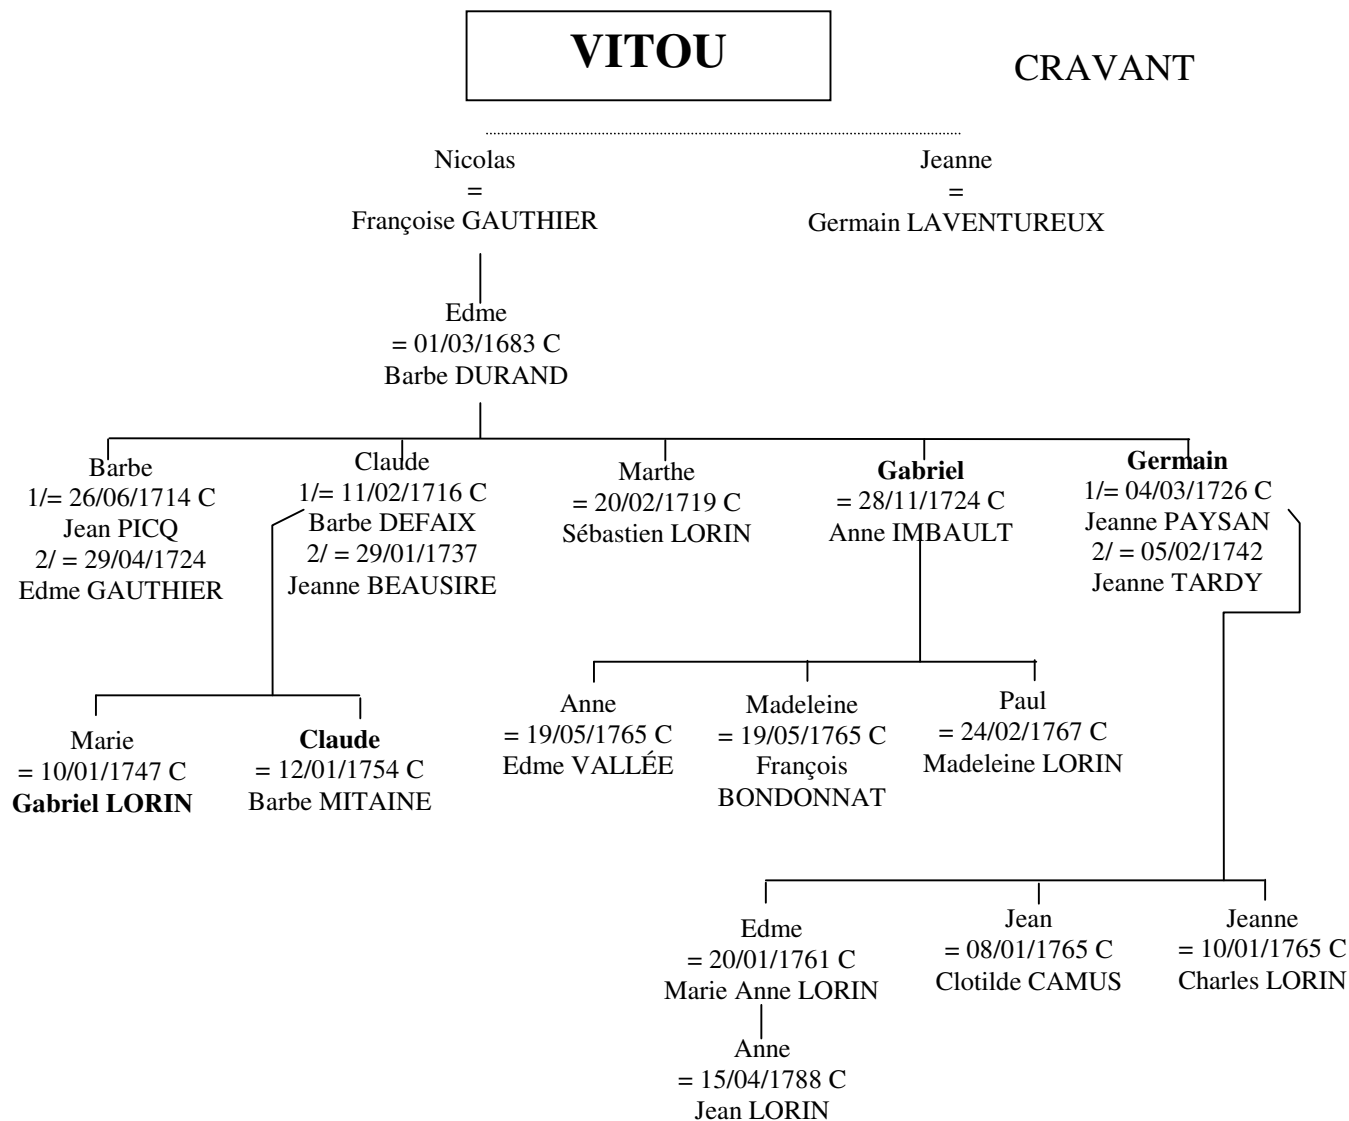 VITOU
CRAVANT
Nicolas
=
Françoise GAUTHIER
Jeanne
=
Germain LAVENTUREUX
Edme
= 01/03/1683 C
Barbe DURAND
Barbe
1/= 26/06/1714 C
Jean PICQ
2/ = 29/04/1724
Edme GAUTHIER
Claude
1/= 11/02/1716 C
Barbe DEFAIX
2/ = 29/01/1737
Jeanne BEAUSIRE
Marthe
= 20/02/1719 C
Sébastien LORIN
Gabriel
= 28/11/1724 C
Anne IMBAULT
Germain
1/= 04/03/1726 C
Jeanne PAYSAN
2/ = 05/02/1742
Jeanne TARDY
Marie
= 10/01/1747 C
Gabriel LORIN
Claude
= 12/01/1754 C
Barbe MITAINE
Anne
= 19/05/1765 C
Edme VALLÉE
Madeleine
= 19/05/1765 C
François
BONDONNAT
Paul
= 24/02/1767 C
Madeleine LORIN
Edme
= 20/01/1761 C
Marie Anne LORIN
Jean
= 08/01/1765 C
Clotilde CAMUS
Jeanne
= 10/01/1765 C
Charles LORIN
Anne
= 15/04/1788 C
Jean LORIN